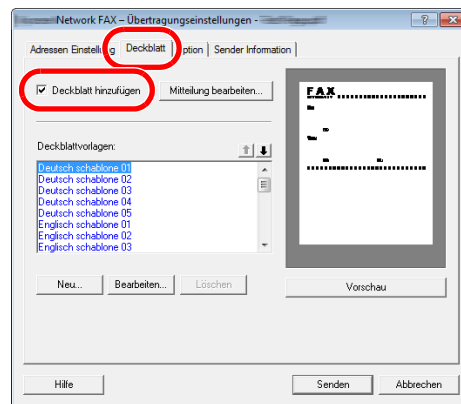 Network FAX – Übertragungseinstellungen -
Adressen Einstellung Deckblatt ption Sender Information
Deckblatt hinzufügen Mitteilung bearbeiten...
FAX
Deckblattvorlagen:
Deutsch schablone 01
Deutsch schablone 02
Deutsch schablone 03
Deutsch schablone 04
Deutsch schablone 05
Englisch schablone 01
Englisch schablone 02
Englisch schablone 03
Neu... Bearbeiten... Löschen Vorschau
Hilfe Senden Abbrechen